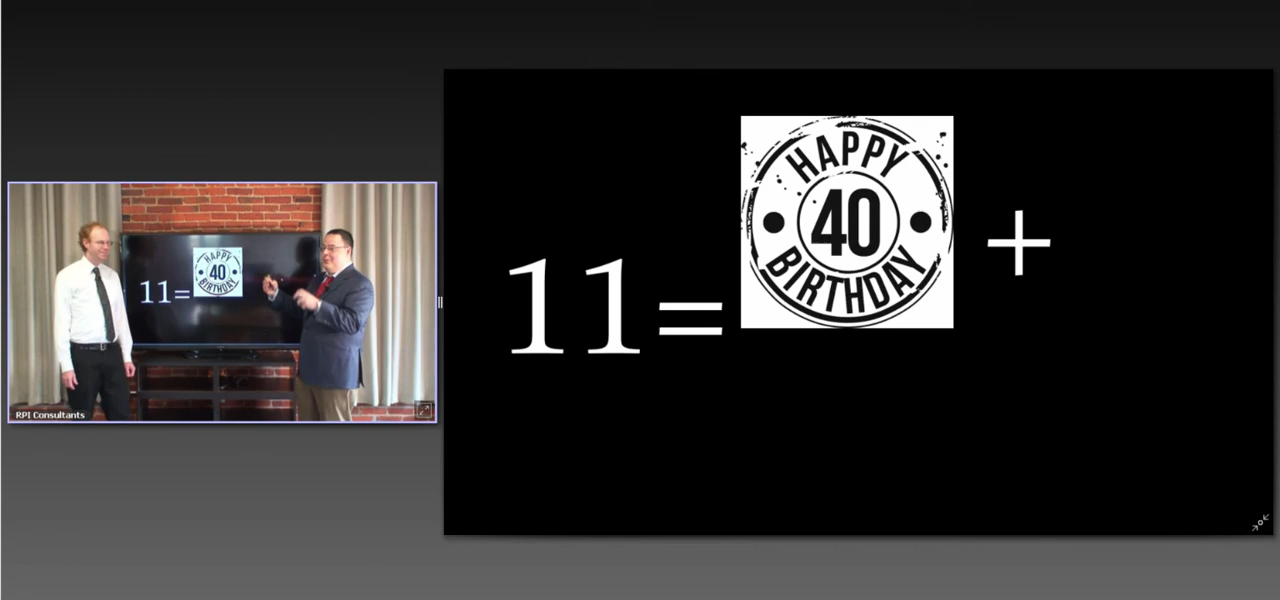 HAPPY
40
BIRTHDAY
11=
RPI Consultants
HAPPY
40
BIRTHDAY
+
11=